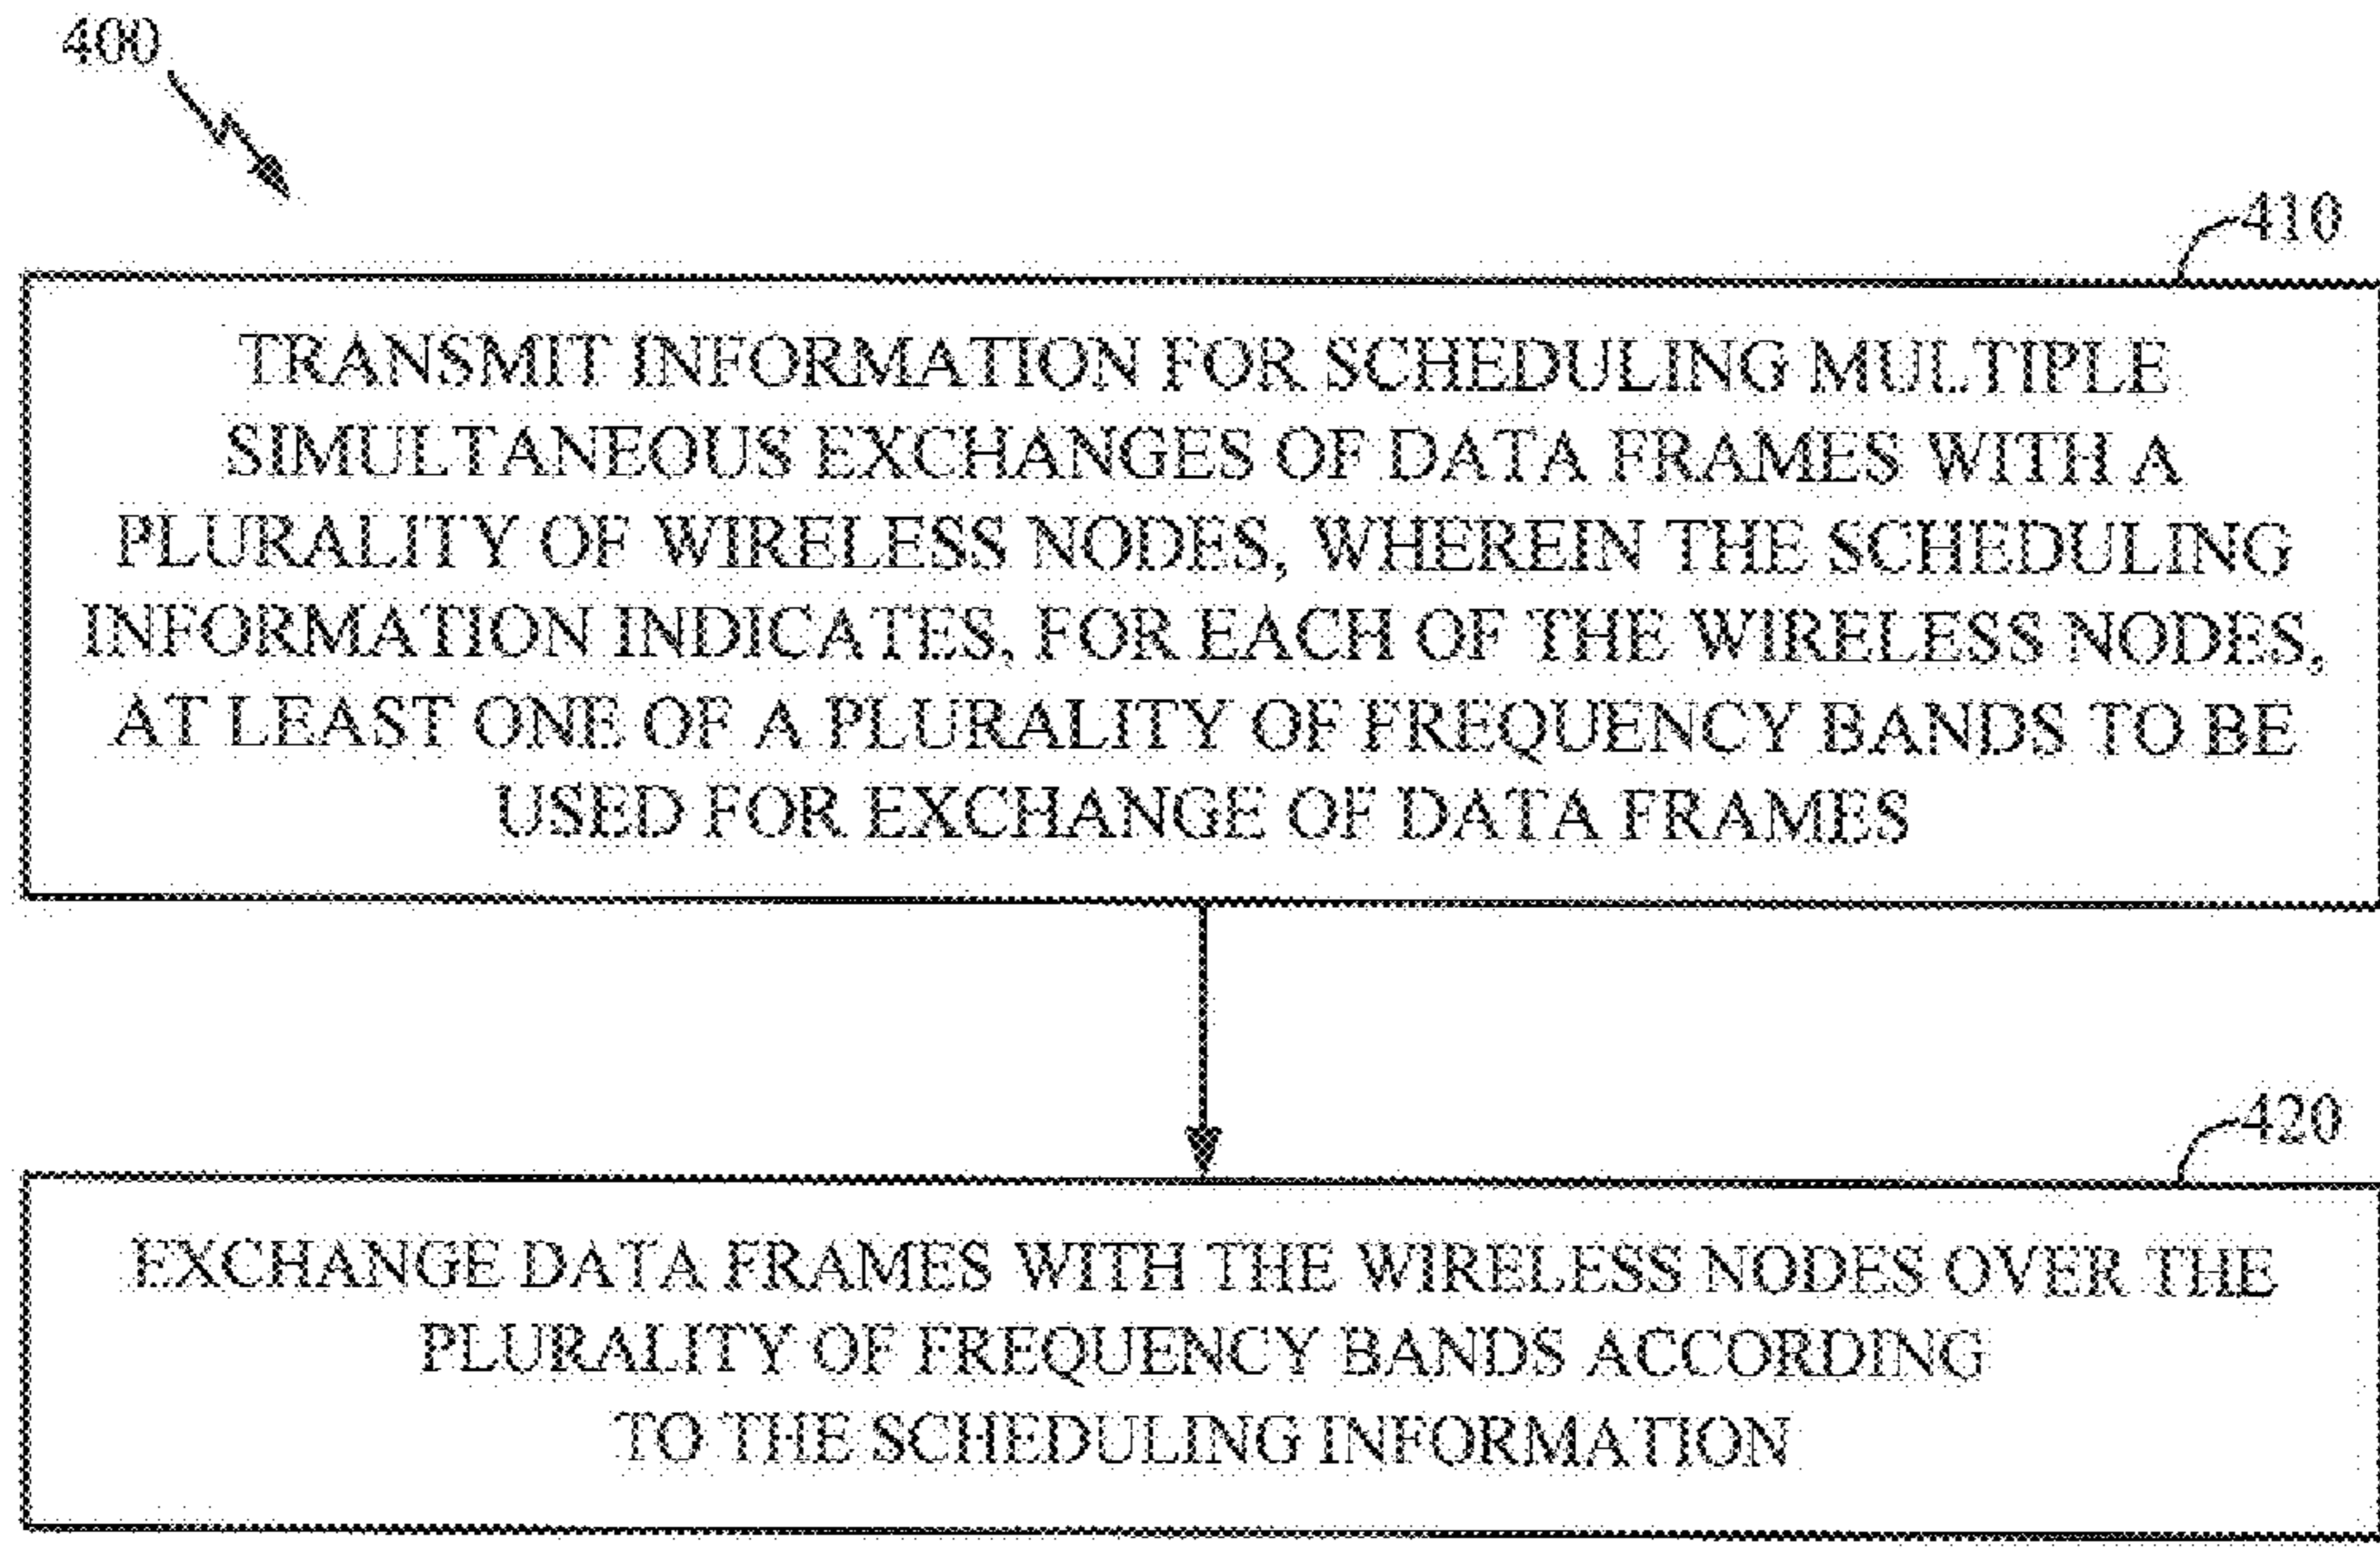 400
410
TRANSMIT INFORMATION FOR SCHEDULING MULTIPLE
SIMULTANEOUS EXCHANGES OF DATA FRAMES WITH A
PLURALITY OF WIRELESS NODES, WHEREIN THE SCHEDULING
INFORMATION INDICATES, FOR EACH OF THE WIRELESS NODES,
AT LEAST ONE OF A PLURALITY OF FREQUENCY BANDS TO BE
USED FOR EXCHANGE OF DATA FRAMES
420
EXCHANGE DATA FRAMES WITH THE WIRELESS NODES OVER THE
PLURALITY OF FREQUENCY BANDS ACCORDING
TO THE SCHEDULING INFORMATION